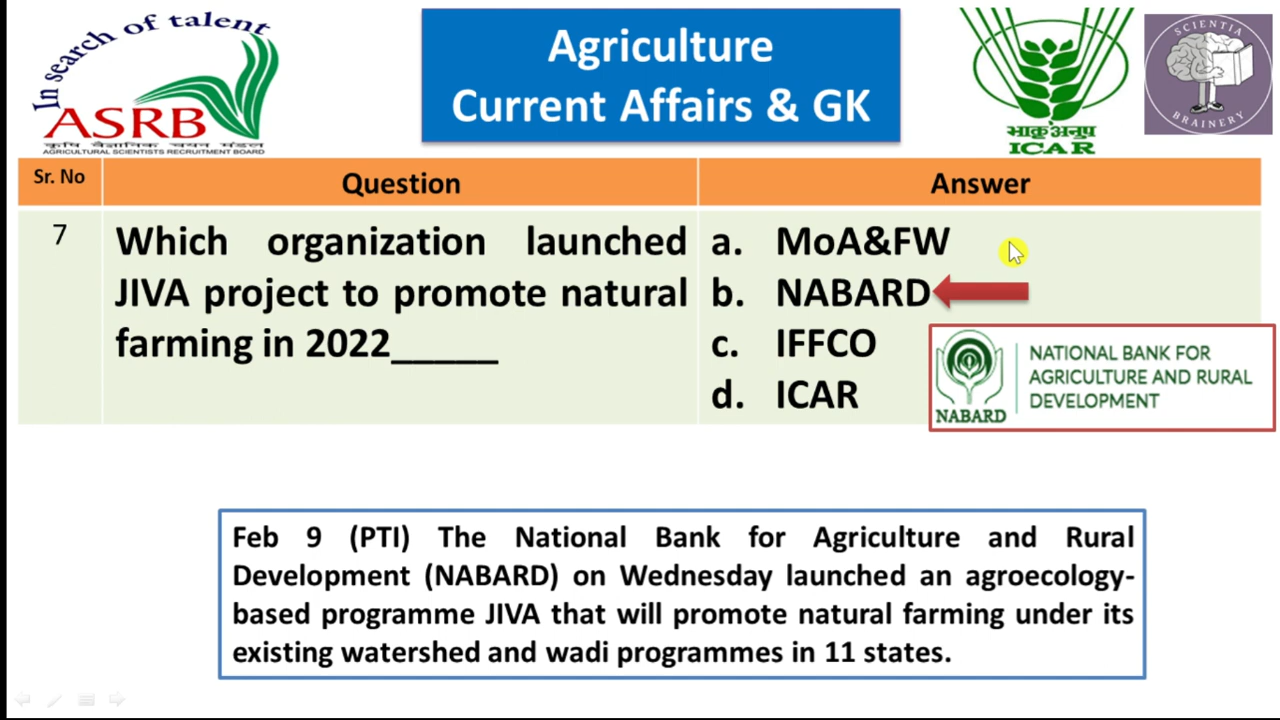 In search of talent
ASRB
कृषि वैज्ञानिक चयन मंडल
AGRICULTURAL SCIENTISTS RECRUITMENT BOARD
Agriculture
Current Affairs & GK
भाकृअनुप
ICAR
SCIENTIA
BRAINERY
Sr. No
Question
Answer
7
Which organization launched
JIVA project to promote natural
farming in 2022_____
a. MoA&FW
b. NABARD
c. IFFCO
d. ICAR
NABARD
NATIONAL BANK FOR
AGRICULTURE AND RURAL
DEVELOPMENT
Feb 9 (PTI) The National Bank for Agriculture and Rural
Development (NABARD) on Wednesday launched an agroecology-
based programme JIVA that will promote natural farming under its
existing watershed and wadi programmes in 11 states.